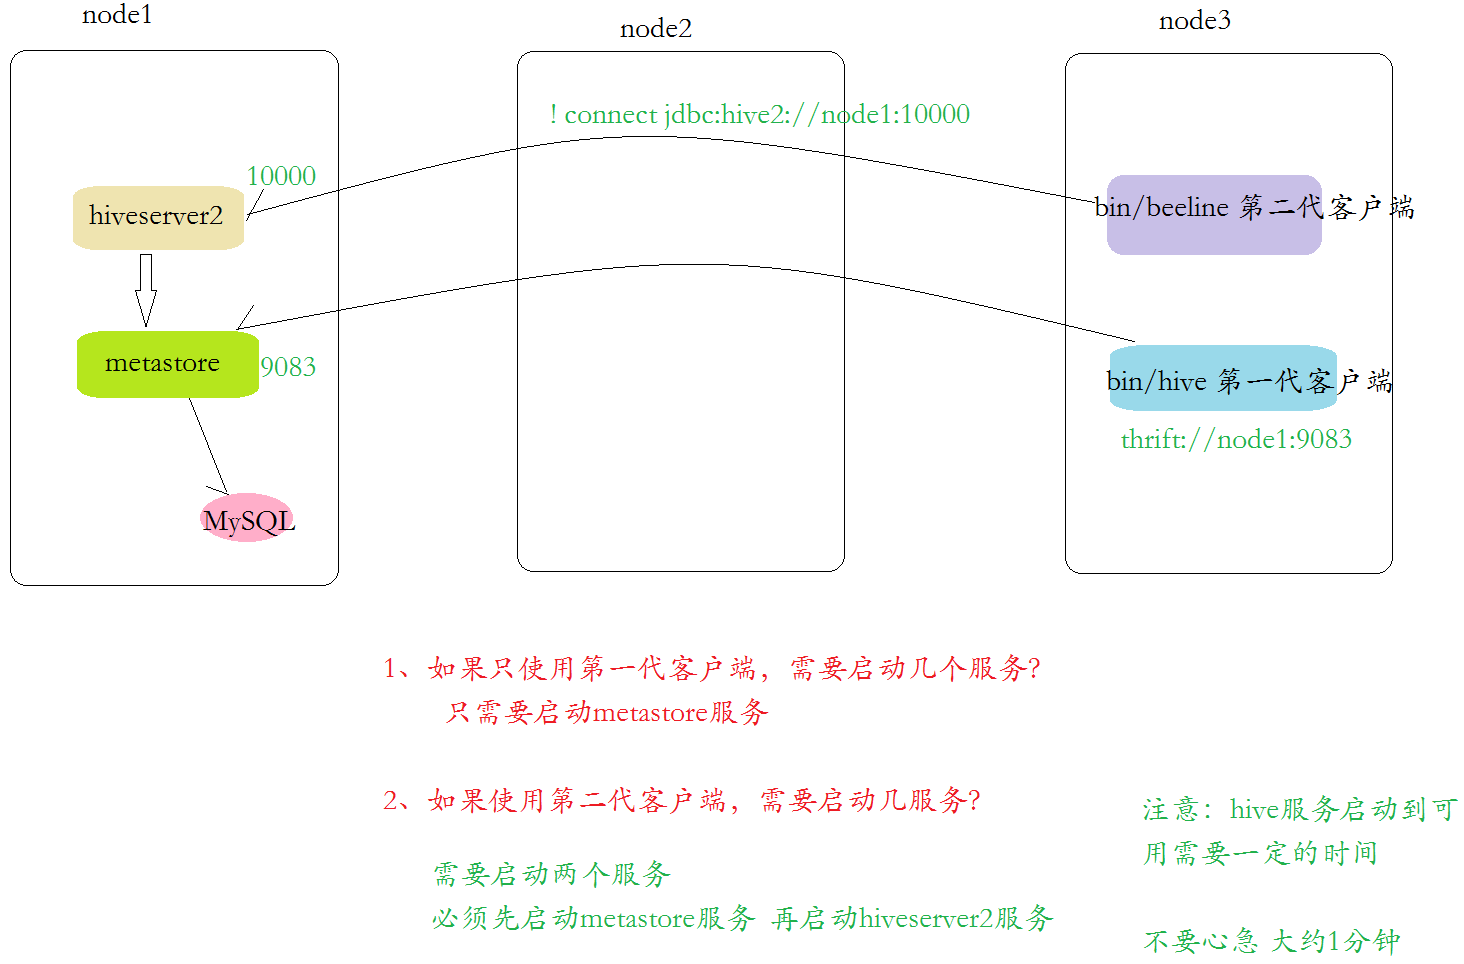 node1
node2
node3
! connect jdbc:hive2://node1:10000
10000
hiveserver2
bin/beeline 第二代客户端
metastore
9083
bin/hive 第一代客户端
thrift://node1:9083
MySQL
1、如果只使用第一代客户端，需要启动几个服务?
只需要启动metastore服务
2、如果使用第二代客户端，需要启动几服务?
需要启动两个服务
必须先启动metastore服务 再启动hiveserver2服务
注意：hive服务启动到可
用需要一定的时间
不要心急 大约1分钟